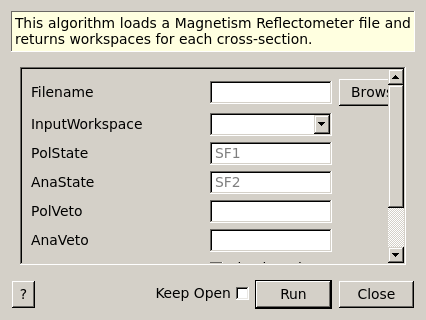 This algorithm loads a Magnetism Reflectometer file and
returns workspaces for each cross-section.
Filename
Brows
InputWorkspace
PolState SF1
AnaState SF2
PolVeto
AnaVeto
? Keep Open Run Close